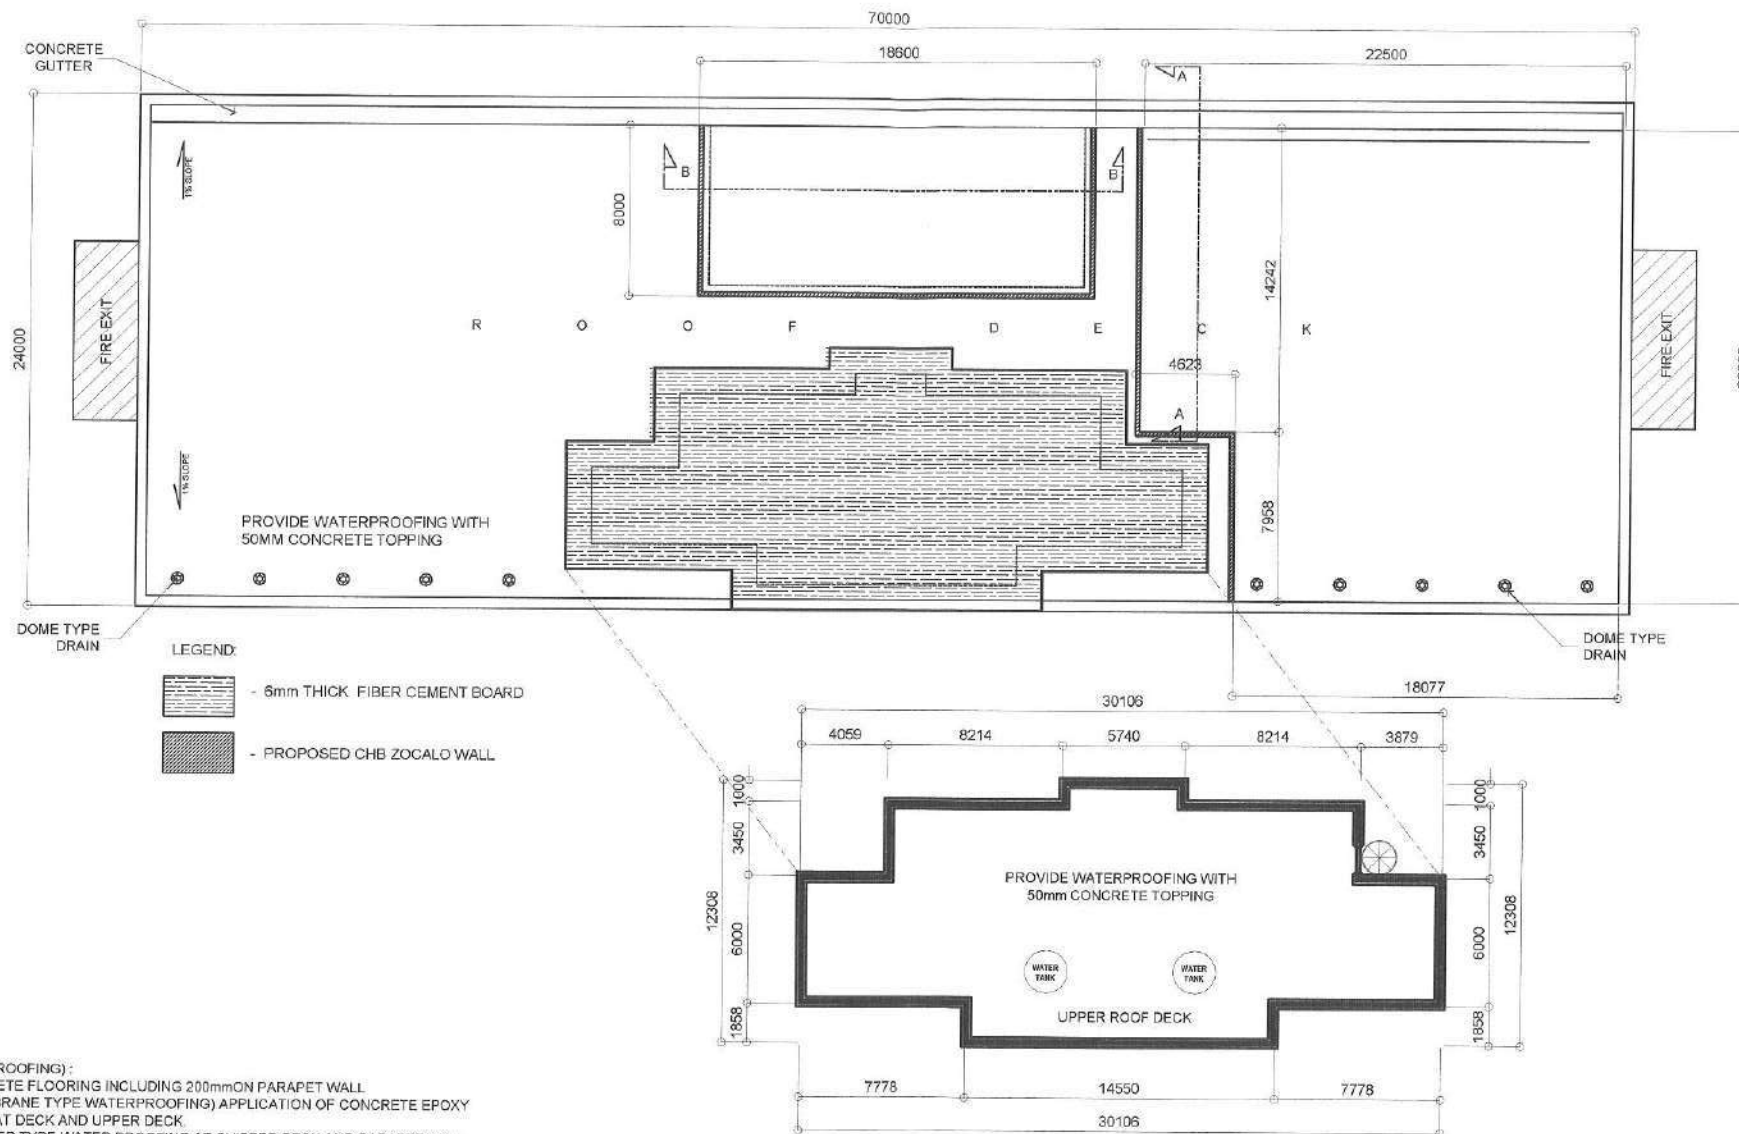 70000
CONCRETE
GUTTER
18600
22500
A
1% SLOPE
B
B
8000
14242
24000
FIRE EXIT
FIRE EXIT
R O O F D E C K
4623
A
1% SLOPE
7958
PROVIDE WATERPROOFING WITH
50MM CONCRETE TOPPING
DOME TYPE
DRAIN
DOME TYPE
DRAIN
LEGEND:
- 6mm THICK FIBER CEMENT BOARD
- PROPOSED CHB ZOCALO WALL
18077
30106
4059 8214 5740 8214 3879
1000
3450
6000
1858
12308
1000
3450
6000
1858
12308
PROVIDE WATERPROOFING WITH
50mm CONCRETE TOPPING
WATER
TANK
WATER
TANK
UPPER ROOF DECK
7778 14550 7778
30106
ROOFING) :
ETE FLOORING INCLUDING 200mmON PARAPET WALL
BRANE TYPE WATERPROOFING) APPLICATION OF CONCRETE EPOXY
AT DECK AND UPPER DECK